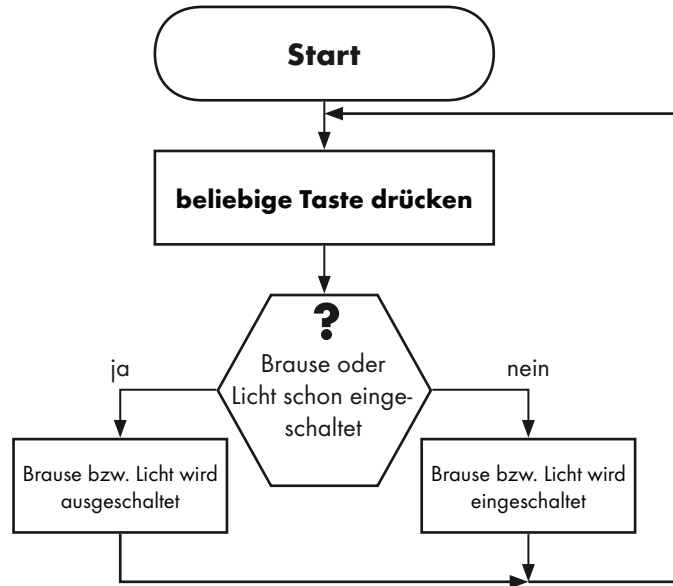 Start
beliebige Taste drücken
?
Brause oder
Licht schon einge-
schaltet
ja
nein
Brause bzw. Licht wird
ausgeschaltet
Brause bzw. Licht wird
eingeschaltet